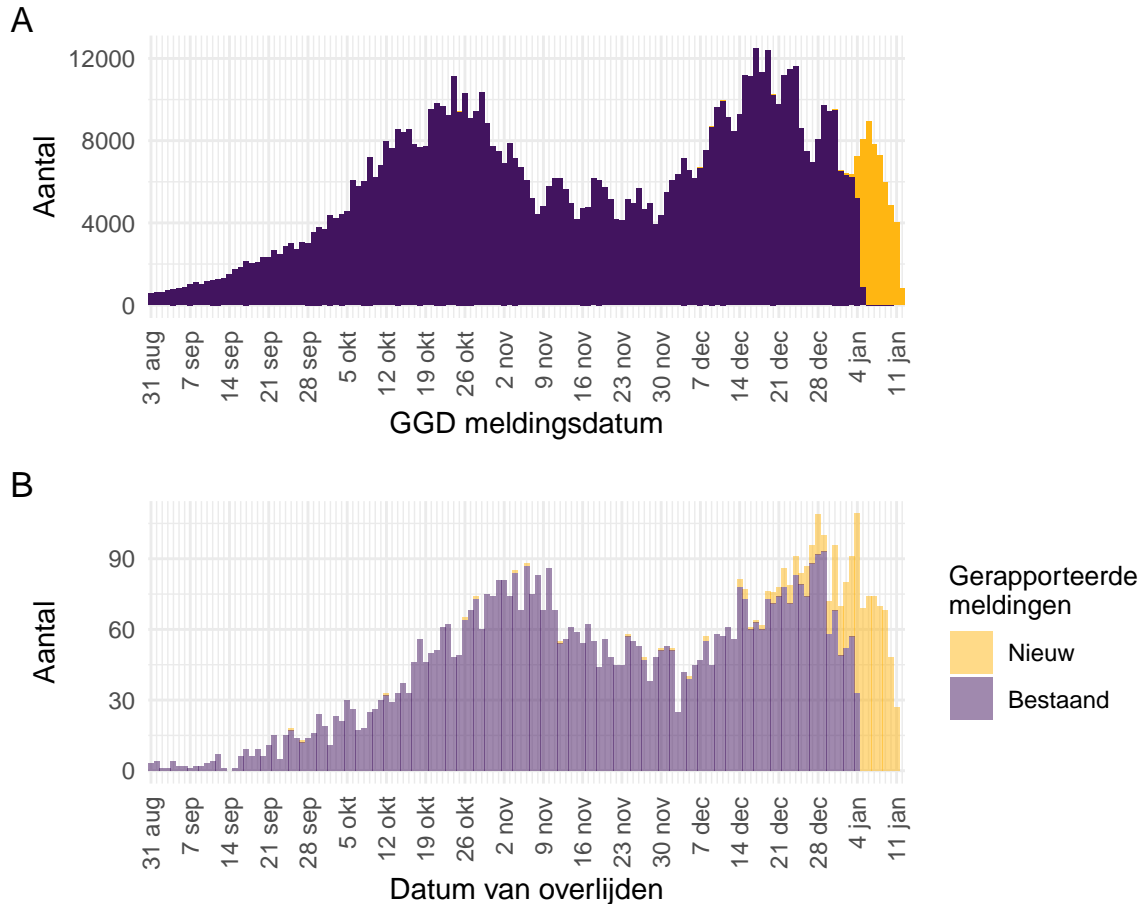 A
12000
8000
4000
0
Aantal
31 aug
7 sep
14 sep
21 sep
28 sep
5 okt
12 okt
19 okt
26 okt
2 nov
9 nov
16 nov
23 nov
30 nov
7 dec
14 dec
21 dec
28 dec
4 jan
11 jan
GGD meldingsdatum
B
90
60
30
0
Aantal
31 aug
7 sep
14 sep
21 sep
28 sep
5 okt
12 okt
19 okt
26 okt
2 nov
9 nov
16 nov
23 nov
30 nov
7 dec
14 dec
21 dec
28 dec
4 jan
11 jan
Datum van overlijden
Gerapporteerde
meldingen
Nieuw
Bestaand